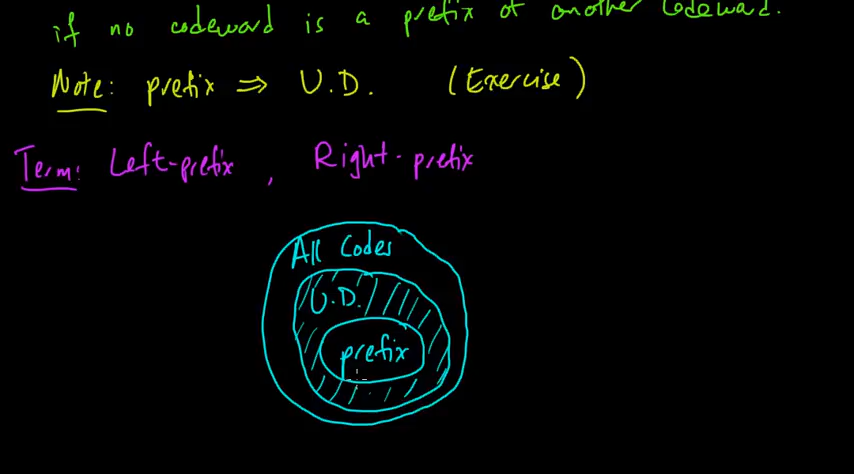 if no codeword is a prefix of another codeword.
Note: prefix ⇒ U.D. (Exercise)
Term: Left-prefix, Right-prefix
All Codes
U.D.
prefix